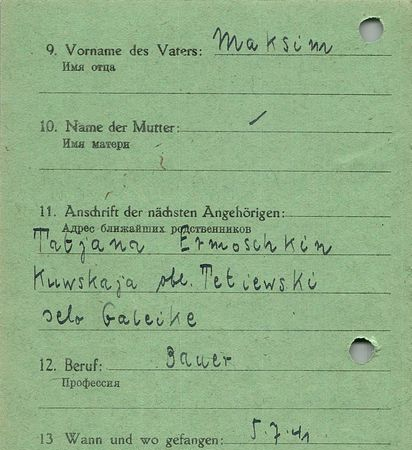 9. Vorname des Vaters: Maksim
Имя отца
10. Name der Mutter:
Имя матери
11. Anschrift der nächsten Angehörigen:
Адрес ближайших родственников
Tatjana Ermoschkin
Kuwskaja obl. Tetiewski
selo Galeike
12. Beruf: Bauer
Профессия
13 Wann und wo gefangen: 5.7.41